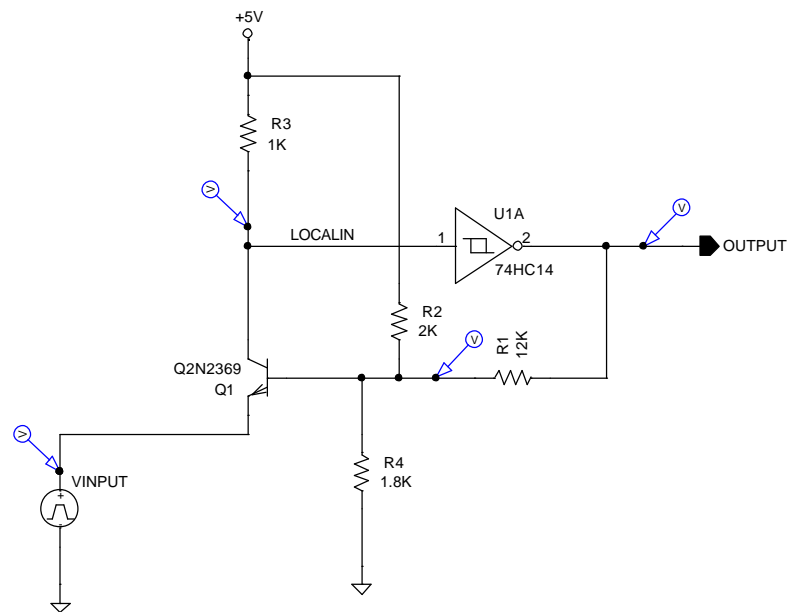 +5V
R3
1K
V
V
U1A
LOCALIN
1
2
OUTPUT
74HC14
R2
2K
V
R1
12K
Q2N2369
Q1
V
R4
1.8K
VINPUT
+
-